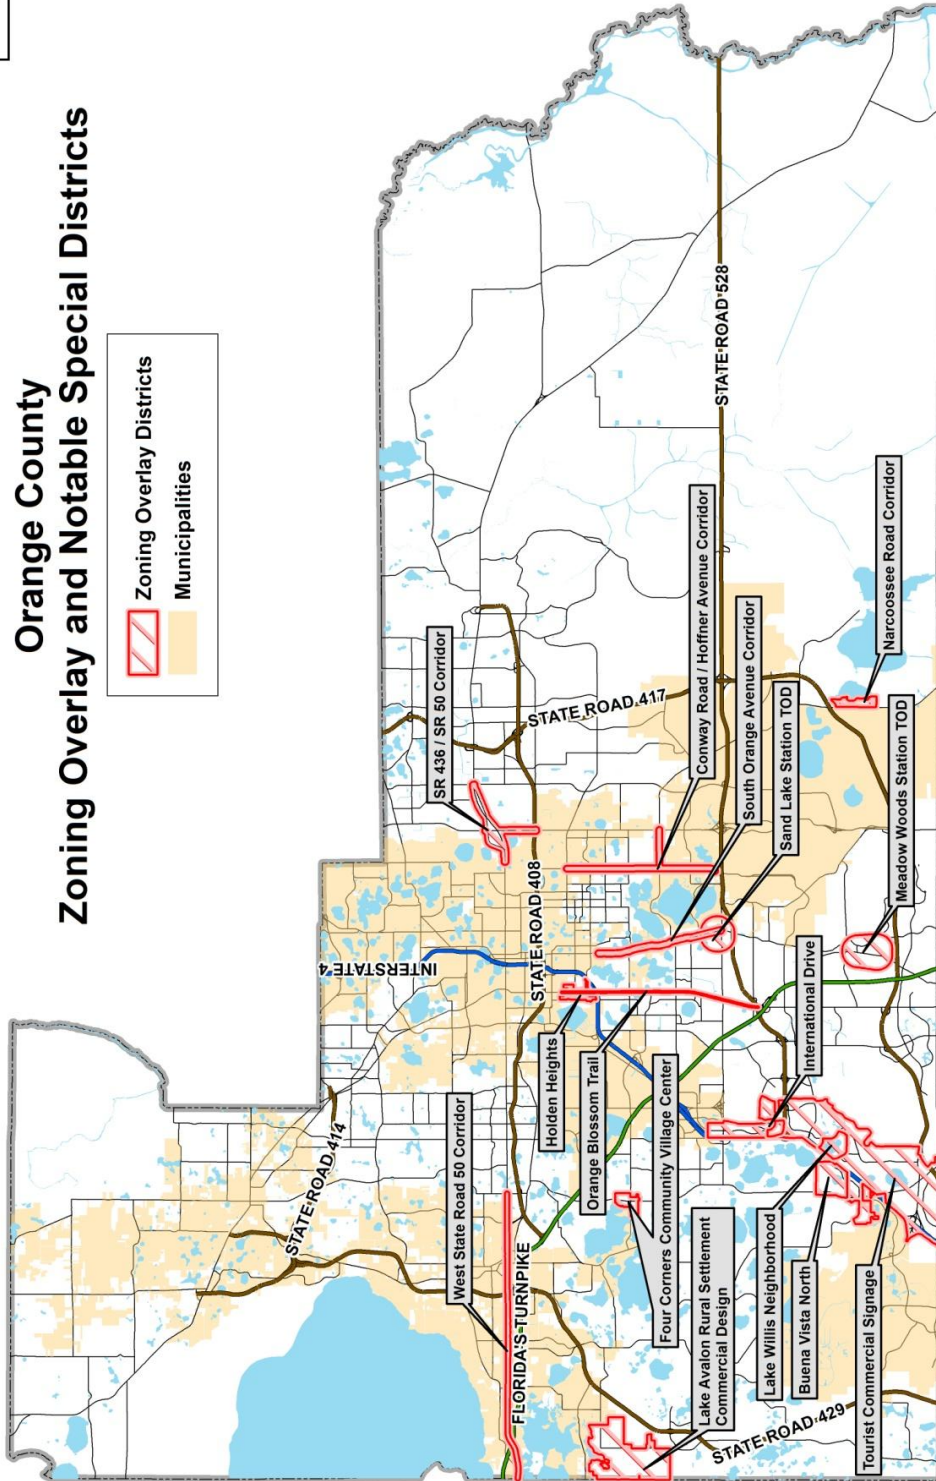 Orange County
Zoning Overlay and Notable Special Districts
Zoning Overlay Districts
Municipalities
STATE ROAD 414
INTERSTATE 4
SR 436 / SR 50 Corridor
West State Road 50 Corridor
FLORIDA'S TURNPIKE
STATE ROAD 408
STATE ROAD 417
Holden Heights
Orange Blossom Trail
Four Corners Community Village Center
Conway Road / Hoffner Avenue Corridor
STATE ROAD 528
South Orange Avenue Corridor
Sand Lake Station TOD
Lake Avalon Rural Settlement
Commercial Design
International Drive
Lake Willis Neighborhood
Buena Vista North
STATE ROAD 429
Tourist Commercial Signage
Narcoossee Road Corridor
Meadow Woods Station TOD